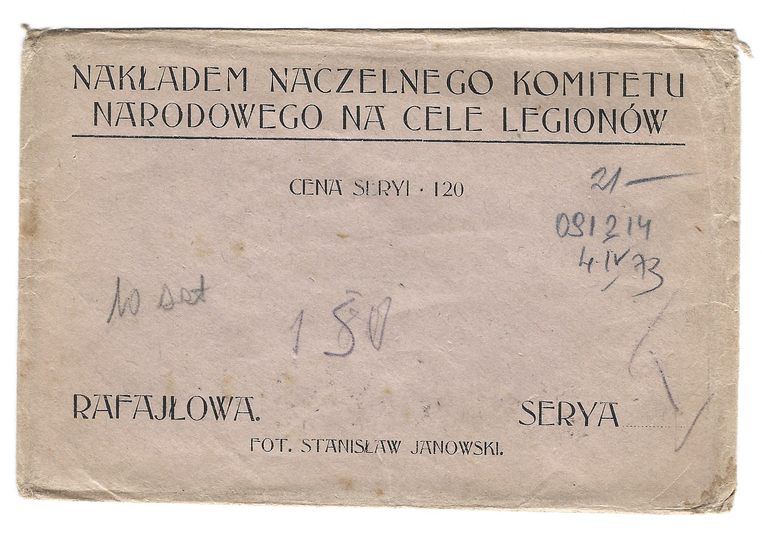 NAKŁADEM NACZELNEGO KOMITETU
NARODOWEGO NA CELE LEGIONÓW
CENA SERYI · 120
21 —
091214
4.IV 73
10 szt
1 50
RAFAJŁOWA.
SERYA
FOT. STANISŁAW JANOWSKI.